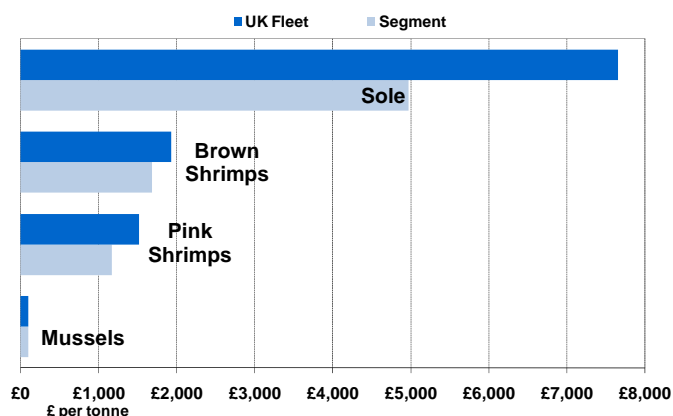 UK Fleet Segment
Sole
Brown
Shrimps
Pink
Shrimps
Mussels
£0 £1,000 £2,000 £3,000 £4,000 £5,000 £6,000 £7,000 £8,000
£ per tonne